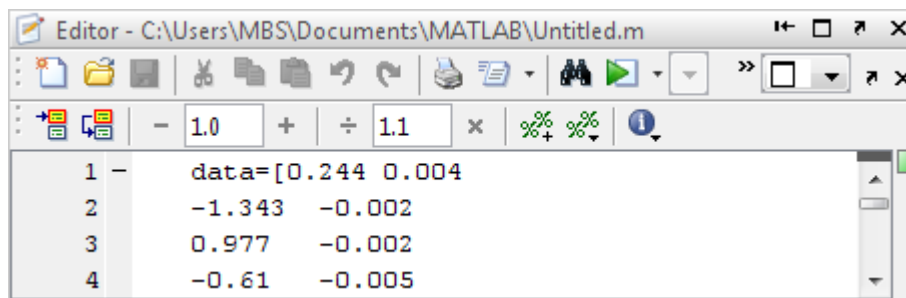 Editor - C:\Users\MBS\Documents\MATLAB\Untitled.m
- 1.0 + ÷ 1.1 ×
1 - data=[0.244 0.004
2 -1.343 -0.002
3 0.977 -0.002
4 -0.61 -0.005